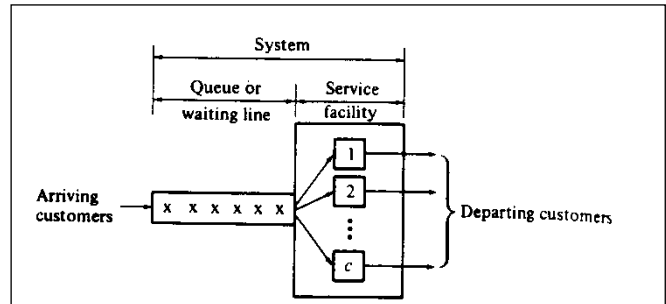 System
Queue or
waiting line
Service
facility
Arriving
customers
x x x x x x
1
2
c
Departing customers